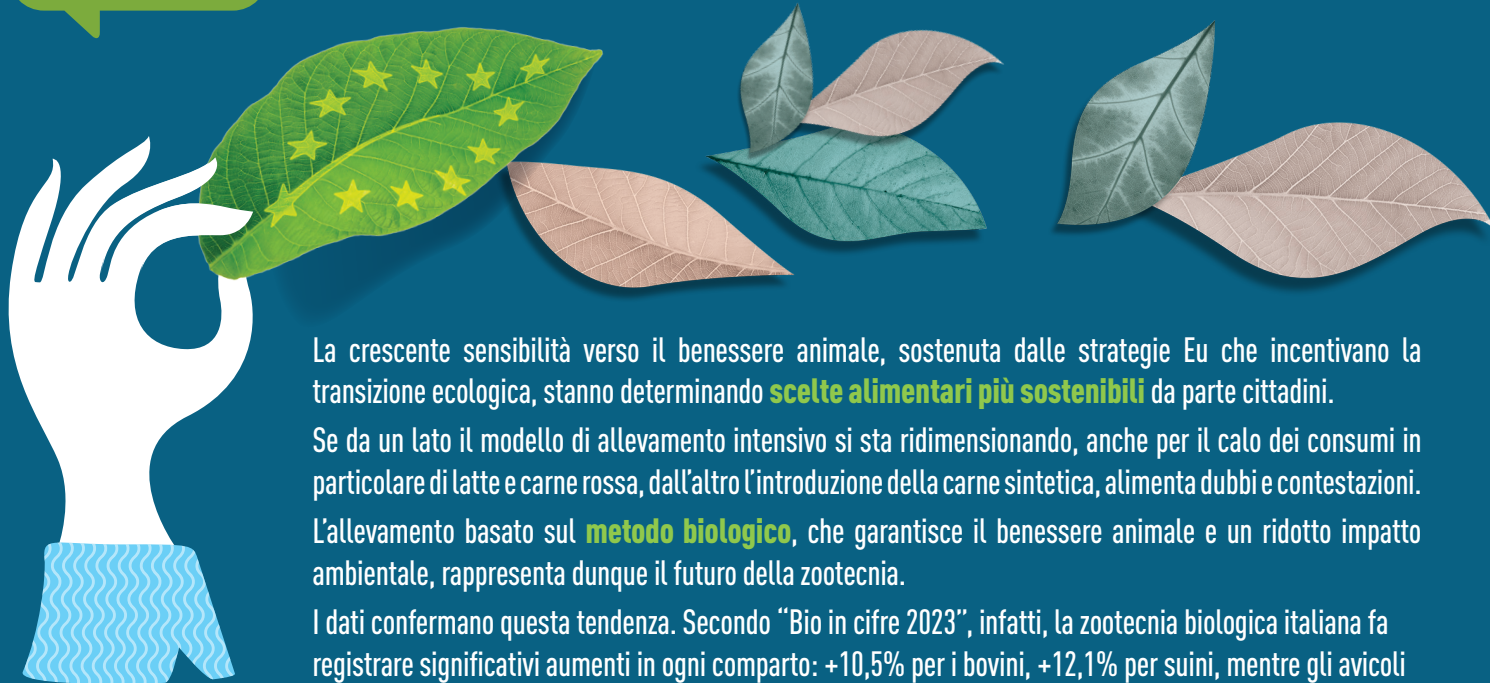 La crescente sensibilità verso il benessere animale, sostenuta dalle strategie Eu che incentivano la
transizione ecologica, stanno determinando scelte alimentari più sostenibili da parte cittadini.
Se da un lato il modello di allevamento intensivo si sta ridimensionando, anche per il calo dei consumi in
particolare di latte e carne rossa, dall'altro l'introduzione della carne sintetica, alimenta dubbi e contestazioni.
L'allevamento basato sul metodo biologico, che garantisce il benessere animale e un ridotto impatto
ambientale, rappresenta dunque il futuro della zootecnia.
I dati confermano questa tendenza. Secondo “Bio in cifre 2023”, infatti, la zootecnia biologica italiana fa
registrare significativi aumenti in ogni comparto: +10,5% per i bovini, +12,1% per suini, mentre gli avicoli